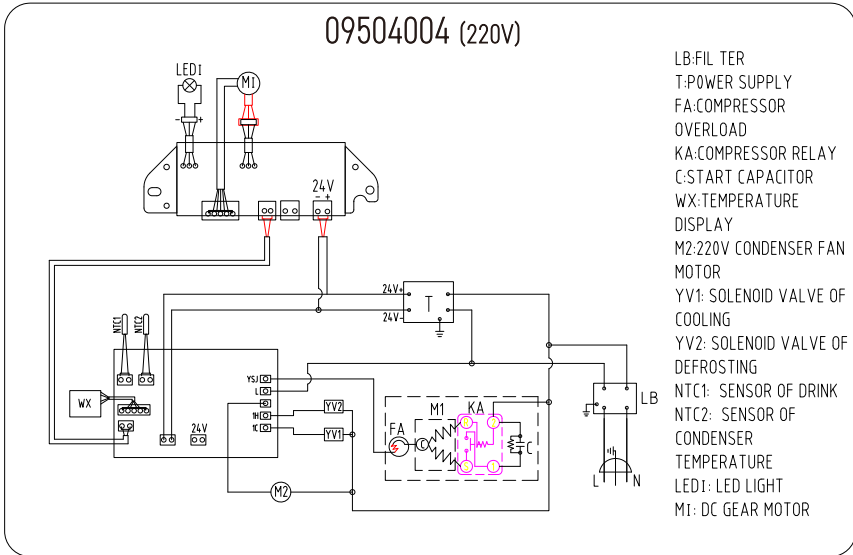 09504004 (220V)
LED1
M1
- +
24V
- +
LB:FIL TER
T:POWER SUPPLY
FA:COMPRESSOR
OVERLOAD
KA:COMPRESSOR RELAY
C:START CAPACITOR
WX:TEMPERATURE
DISPLAY
M2:220V CONDENSER FAN
MOTOR
YV1: SOLENOID VALVE OF
COOLING
YV2: SOLENOID VALVE OF
DEFROSTING
NTC1: SENSOR OF DRINK
NTC2: SENSOR OF
CONDENSER
TEMPERATURE
LEDI: LED LIGHT
MI: DC GEAR MOTOR
24V+
24V-
T
NTC1
NTC2
WX
24V
YSJ
L
1H
1C
YV2
YV1
M2
FA
M1
KA
C
C
LB
L
N